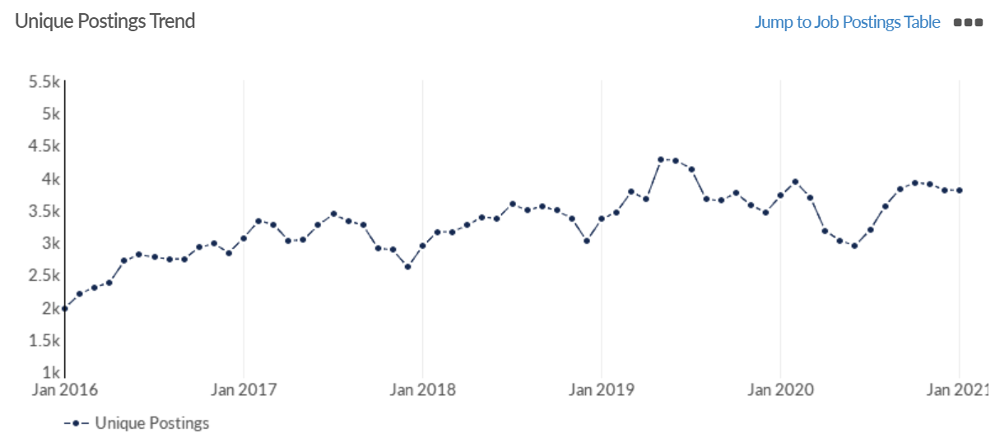 Unique Postings Trend
Jump to Job Postings Table
5.5k
5k
4.5k
4k
3.5k
3k
2.5k
2k
1.5k
1k
Jan 2016 Jan 2017 Jan 2018 Jan 2019 Jan 2020 Jan 2021
Unique Postings